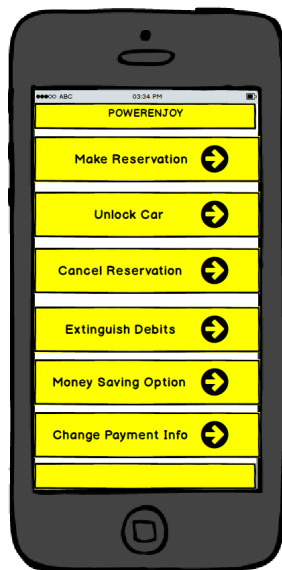 ABC 03:34 PM
POWERENJOY
Make Reservation
Unlock Car
Cancel Reservation
Extinguish Debits
Money Saving Option
Change Payment Info